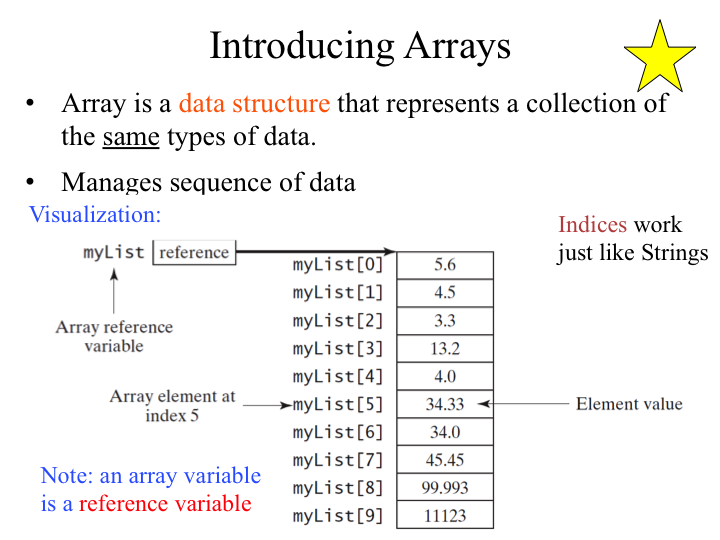 Introducing Arrays
• Array is a data structure that represents a collection of
the same types of data.
• Manages sequence of data
Visualization:
Indices work
just like Strings
myList reference
Array reference
variable
myList[0] 5.6
myList[1] 4.5
myList[2] 3.3
myList[3] 13.2
myList[4] 4.0
Array element at
index 5
myList[5] 34.33
Element value
myList[6] 34.0
myList[7] 45.45
myList[8] 99.993
myList[9] 11123
Note: an array variable
is a reference variable